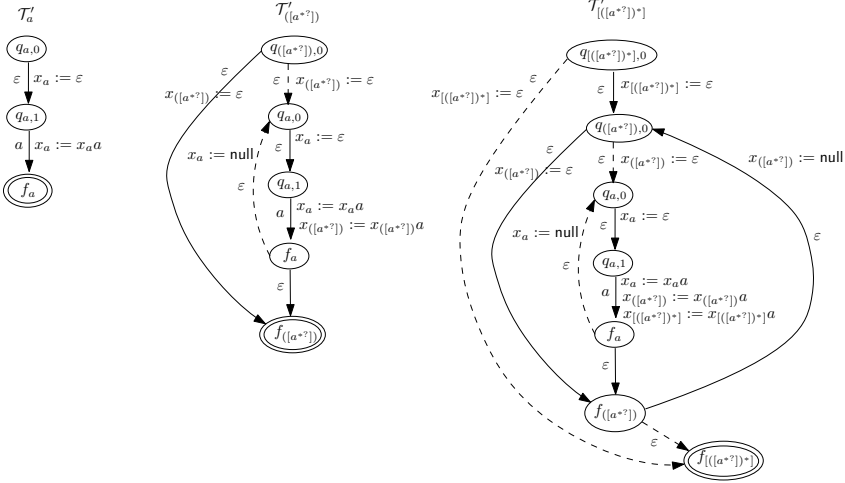 𝒯′_a
q_{a,0}
ε x_a := ε
q_{a,1}
a x_a := x_a a
f_a
𝒯′_{([a^{*?}])}
q_{([a^{*?}]),0}
ε
x_{([a^{*?}])} := ε
ε x_{([a^{*?}])} := ε
q_{a,0}
x_a := null
ε x_a := ε
ε
q_{a,1}
a x_a := x_a a
x_{([a^{*?}])} := x_{([a^{*?}])} a
f_a
ε
f_{([a^{*?}])}
𝒯′_{[([a^{*?}])^*]}
q_{[([a^{*?}])^*],0}
ε
x_{[([a^{*?}])^*]} := ε
ε x_{[([a^{*?}])^*]} := ε
q_{([a^{*?}]),0}
ε
x_{([a^{*?}])} := ε
ε x_{([a^{*?}])} := ε
x_{([a^{*?}])} := null
q_{a,0}
x_a := null
ε x_a := ε
ε
ε
q_{a,1}
a x_a := x_a a
x_{([a^{*?}])} := x_{([a^{*?}])} a
x_{[([a^{*?}])^*]} := x_{[([a^{*?}])^*]} a
f_a
ε
f_{([a^{*?}])}
ε
f_{[([a^{*?}])^*]}